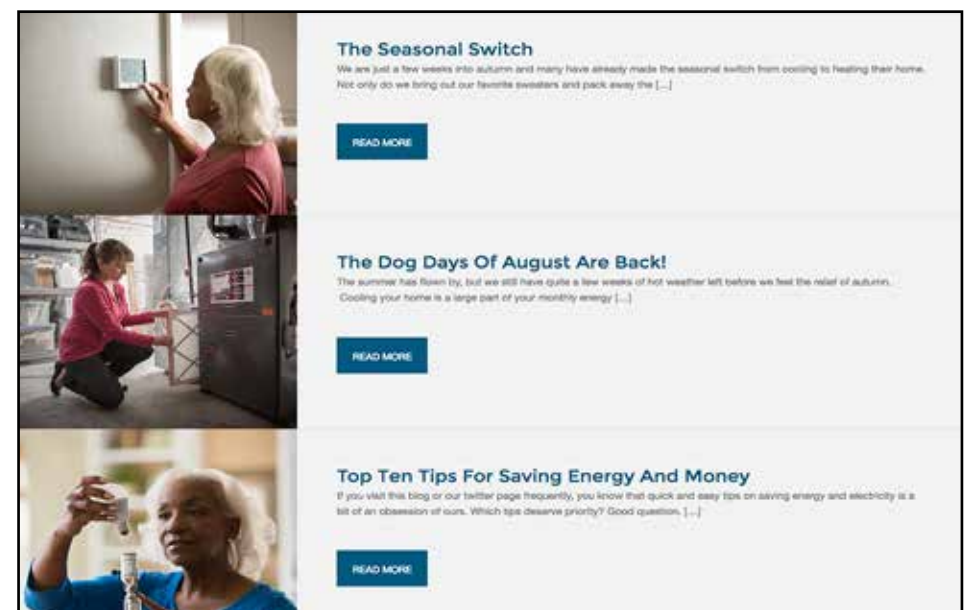 The Seasonal Switch
We are just a few weeks into autumn and many have already made the seasonal switch from cooling to heating their home.
Not only do we bring out our favorite sweaters and pack away the [...]
READ MORE
The Dog Days Of August Are Back!
The summer has flown by, but we still have quite a few weeks of hot weather left before we feel the relief of autumn.
Cooling your home is a large part of your monthly energy [...]
READ MORE
Top Ten Tips For Saving Energy And Money
If you visit this blog or our twitter page frequently, you know that quick and easy tips on saving energy and electricity is a
bit of an obsession of ours. Which tips deserve priority? Good question. [...]
READ MORE